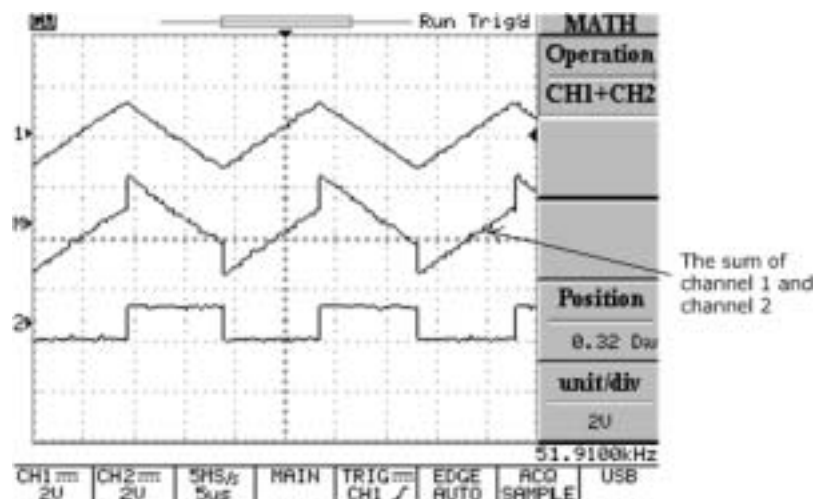 Run Trig'd
MATH
Operation
CH1+CH2
1
M
2
The sum of
channel 1 and
channel 2
Position
0.32 Div
unit/div
2V
51.9100kHz
CH1 2V
CH2 2V
5MS/s 5us
MAIN
TRIG CH1
EDGE AUTO
ACQ SAMPLE
USB